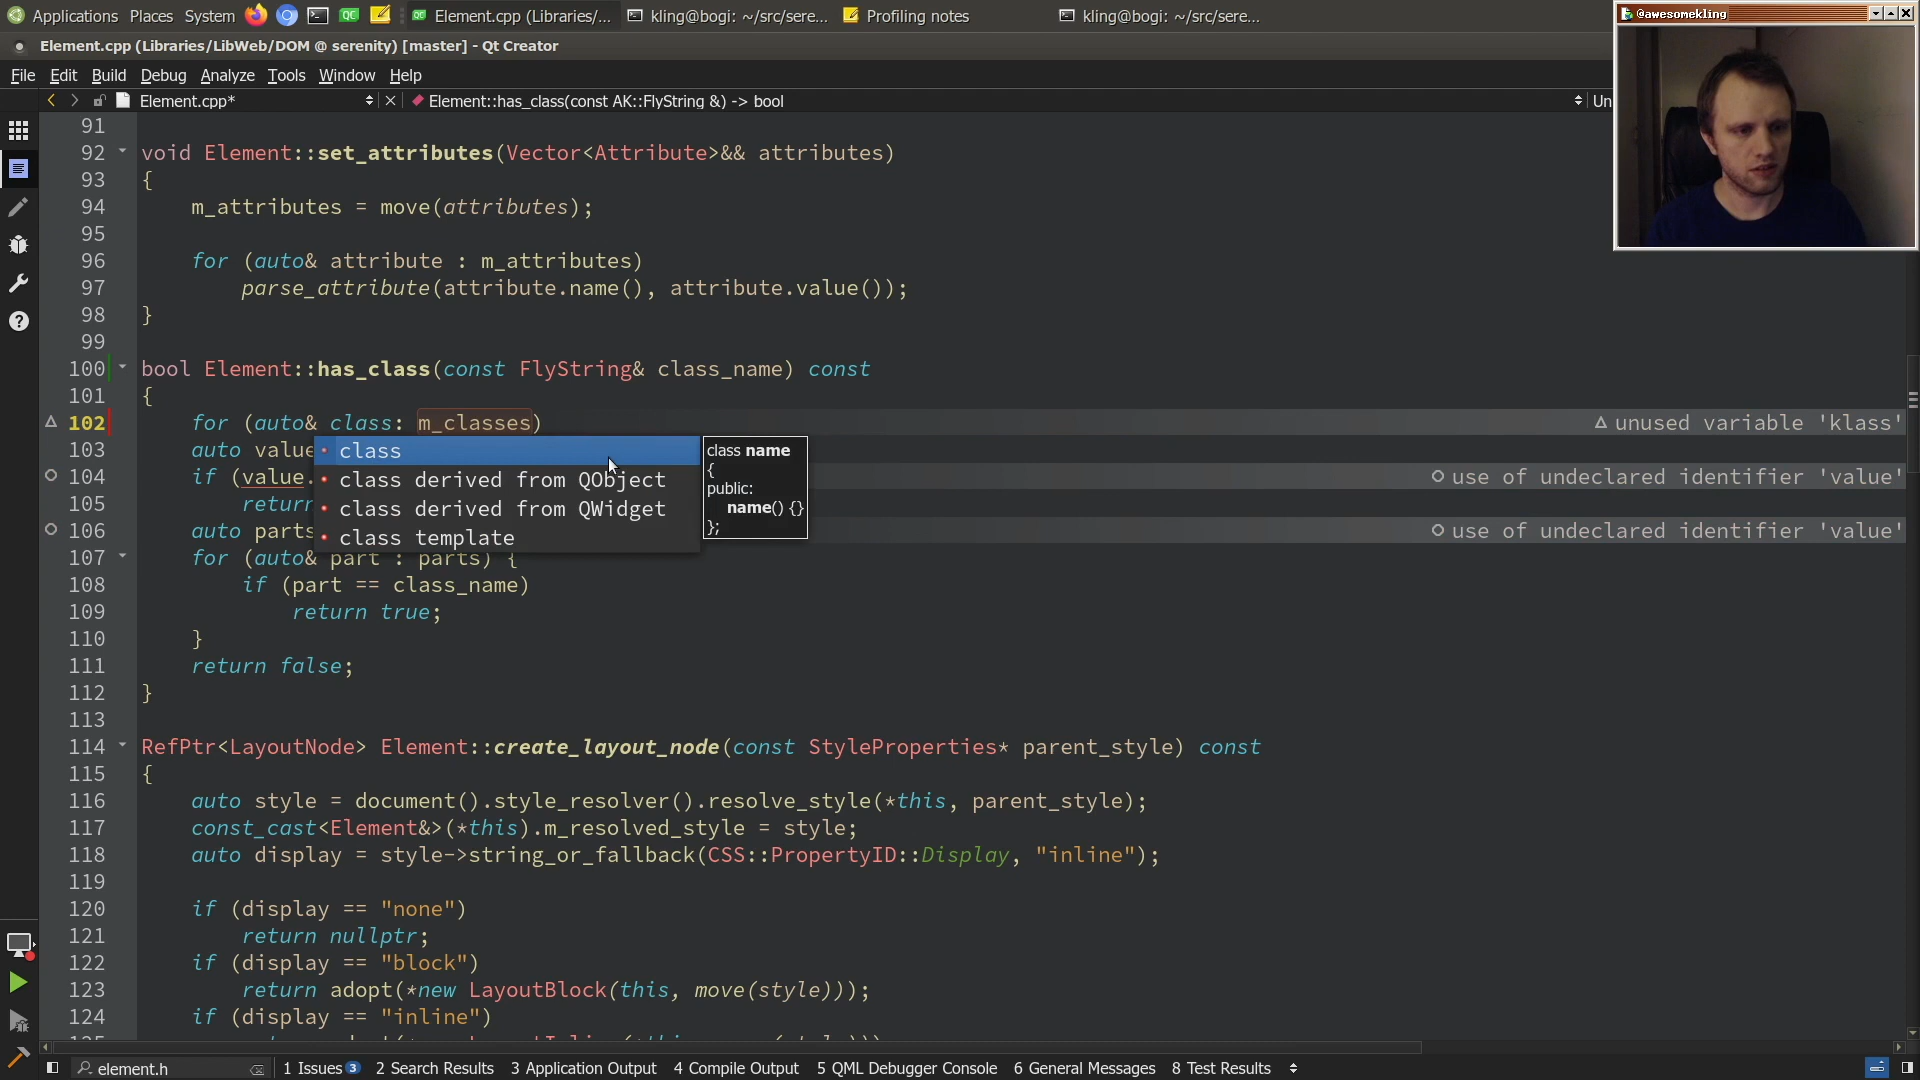 Applications Places System Element.cpp (Libraries/... kling@bogi: ~/src/sere... Profiling notes kling@bogi: ~/src/sere...
@awesomekling
Element.cpp (Libraries/LibWeb/DOM @ serenity) [master] - Qt Creator
File Edit Build Debug Analyze Tools Window Help
Element.cpp* Element::has_class(const AK::FlyString &) -> bool Un
91
92 void Element::set_attributes(Vector<Attribute>&& attributes)
93 {
94 m_attributes = move(attributes);
95
96 for (auto& attribute : m_attributes)
97 parse_attribute(attribute.name(), attribute.value());
98 }
99
100 bool Element::has_class(const FlyString& class_name) const
101 {
102 for (auto& class: m_classes) unused variable 'klass'
103 auto value
104 if (value. use of undeclared identifier 'value'
105 return
106 auto parts use of undeclared identifier 'value'
class
class derived from QObject
class derived from QWidget
class template
class name
{
public:
name() {}
};
107 for (auto& part : parts) {
108 if (part == class_name)
109 return true;
110 }
111 return false;
112 }
113
114 RefPtr<LayoutNode> Element::create_layout_node(const StyleProperties* parent_style) const
115 {
116 auto style = document().style_resolver().resolve_style(*this, parent_style);
117 const_cast<Element&>(*this).m_resolved_style = style;
118 auto display = style->string_or_fallback(CSS::PropertyID::Display, "inline");
119
120 if (display == "none")
121 return nullptr;
122 if (display == "block")
123 return adopt(*new LayoutBlock(this, move(style)));
124 if (display == "inline")
element.h 1 Issues 3 2 Search Results 3 Application Output 4 Compile Output 5 QML Debugger Console 6 General Messages 8 Test Results